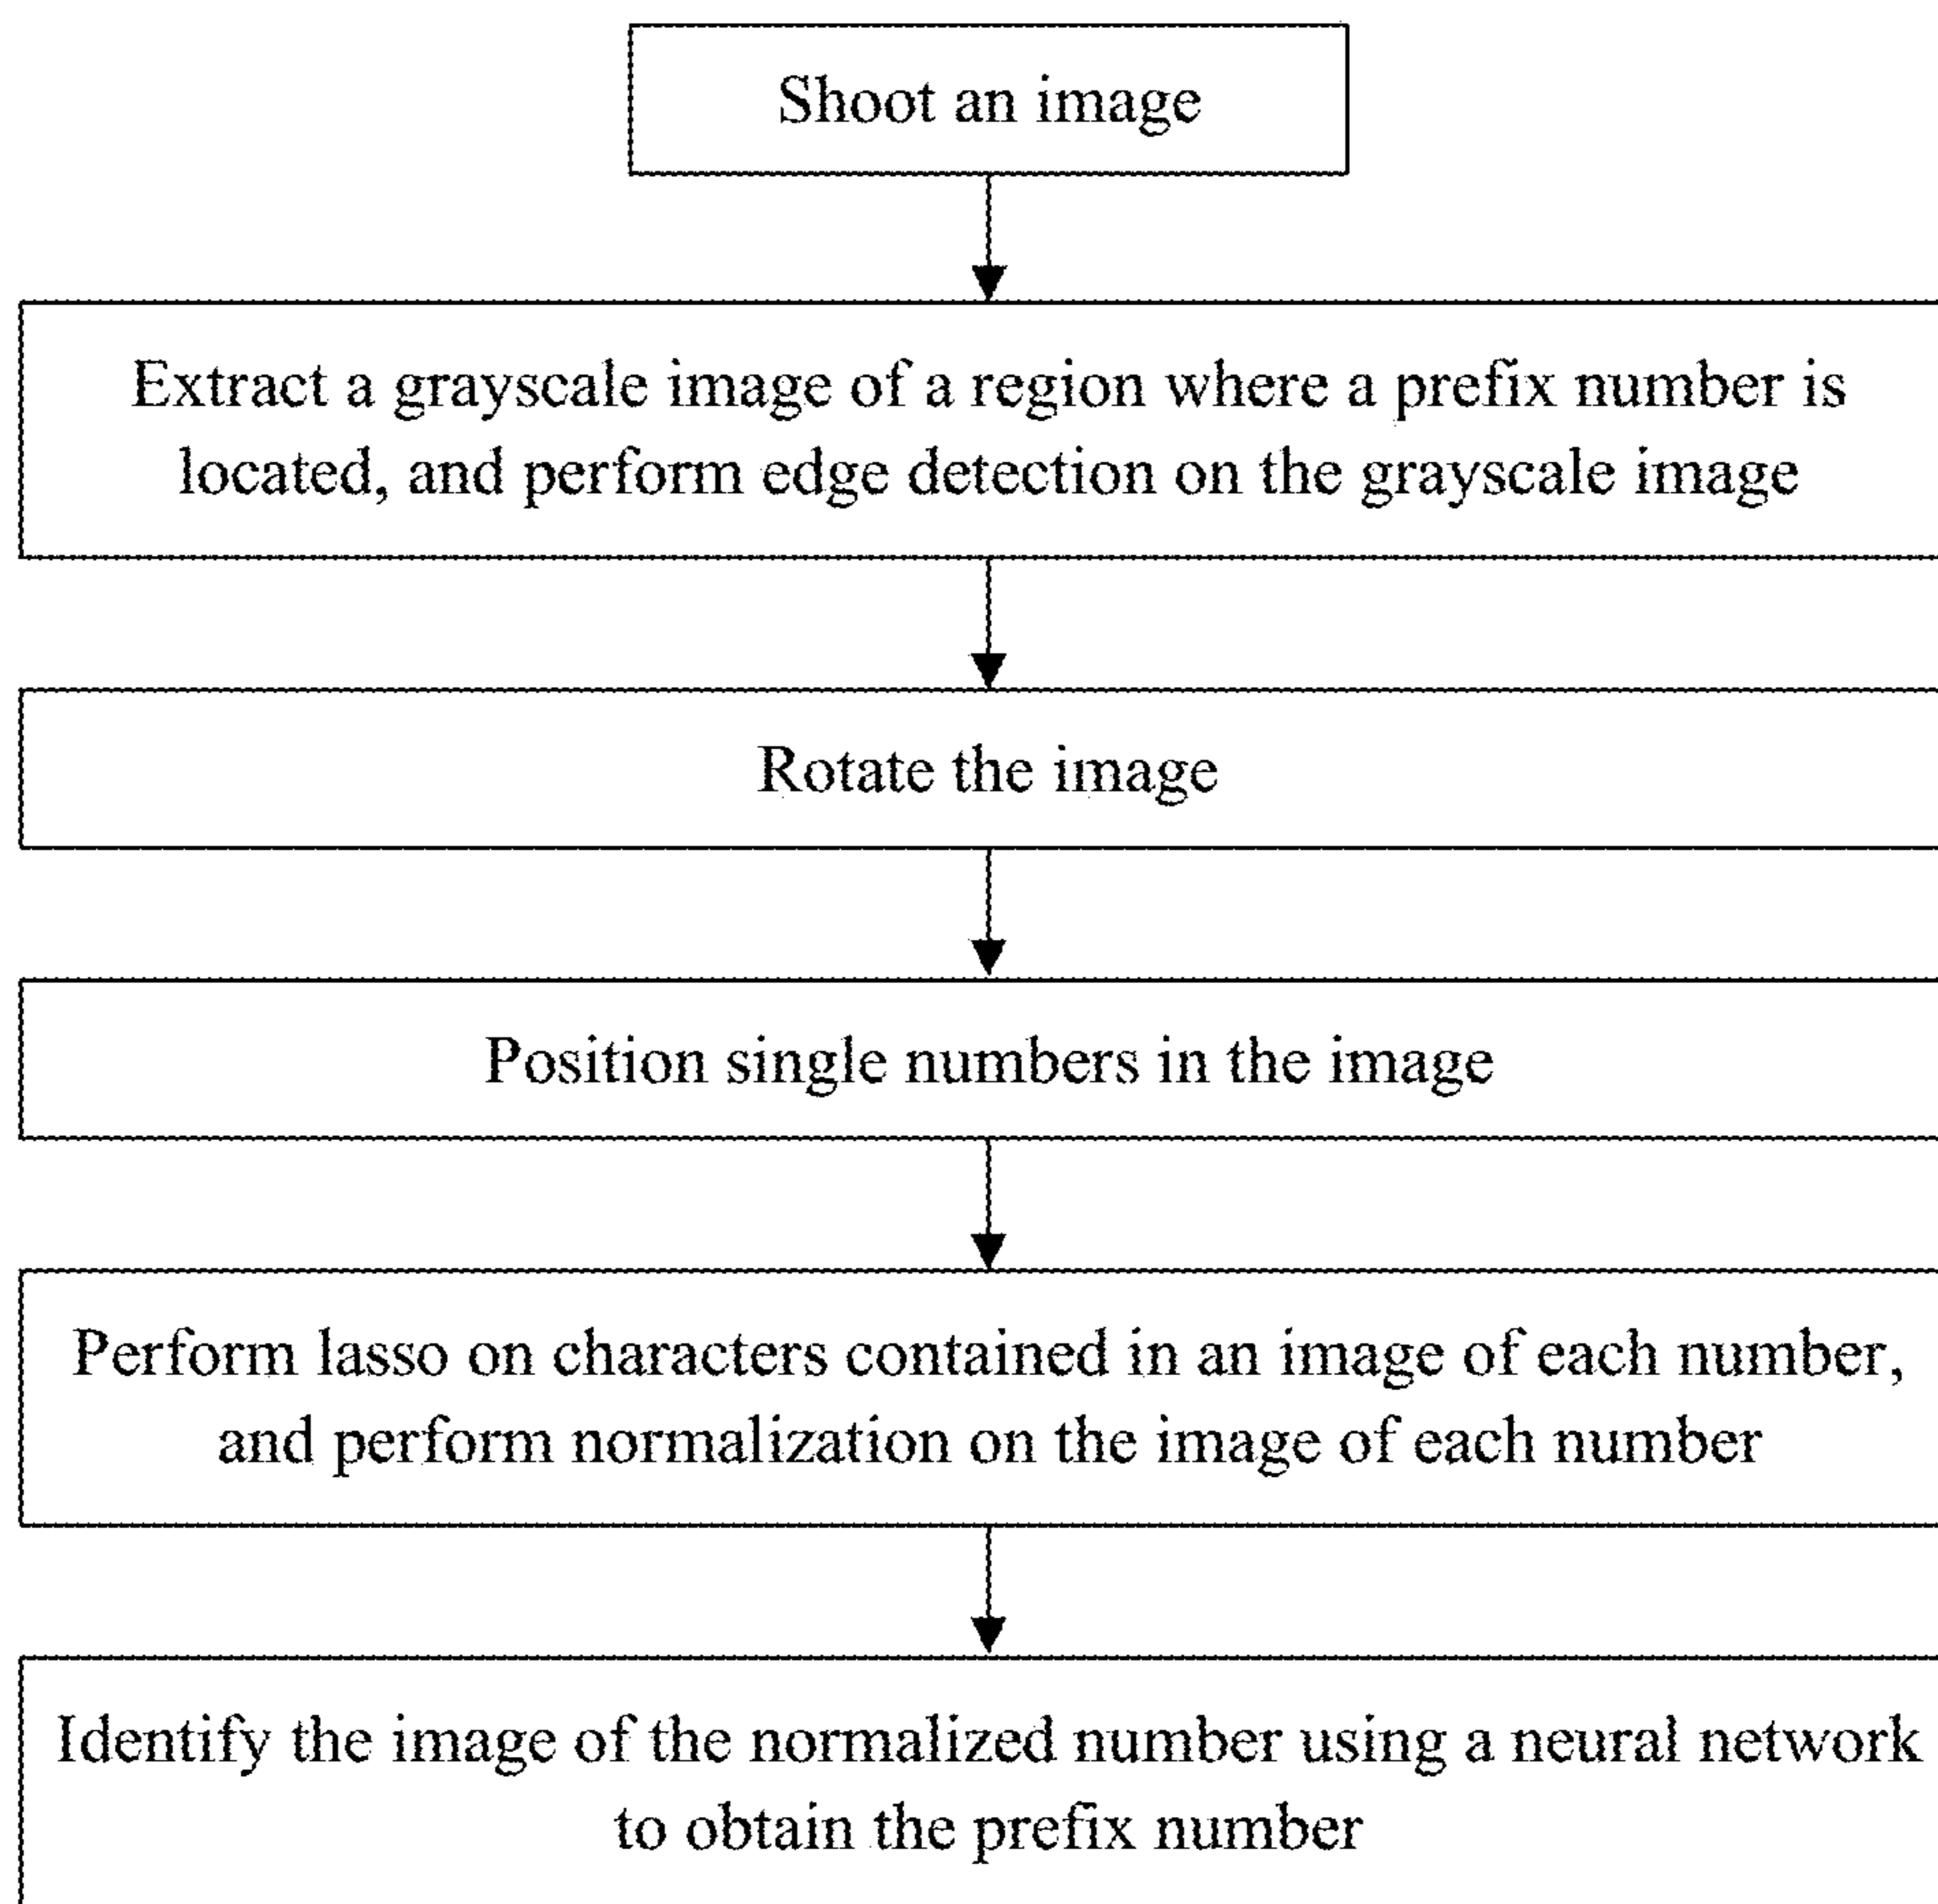 Shoot an image
Extract a grayscale image of a region where a prefix number is
located, and perform edge detection on the grayscale image
Rotate the image
Position single numbers in the image
Perform lasso on characters contained in an image of each number,
and perform normalization on the image of each number
Identify the image of the normalized number using a neural network
to obtain the prefix number